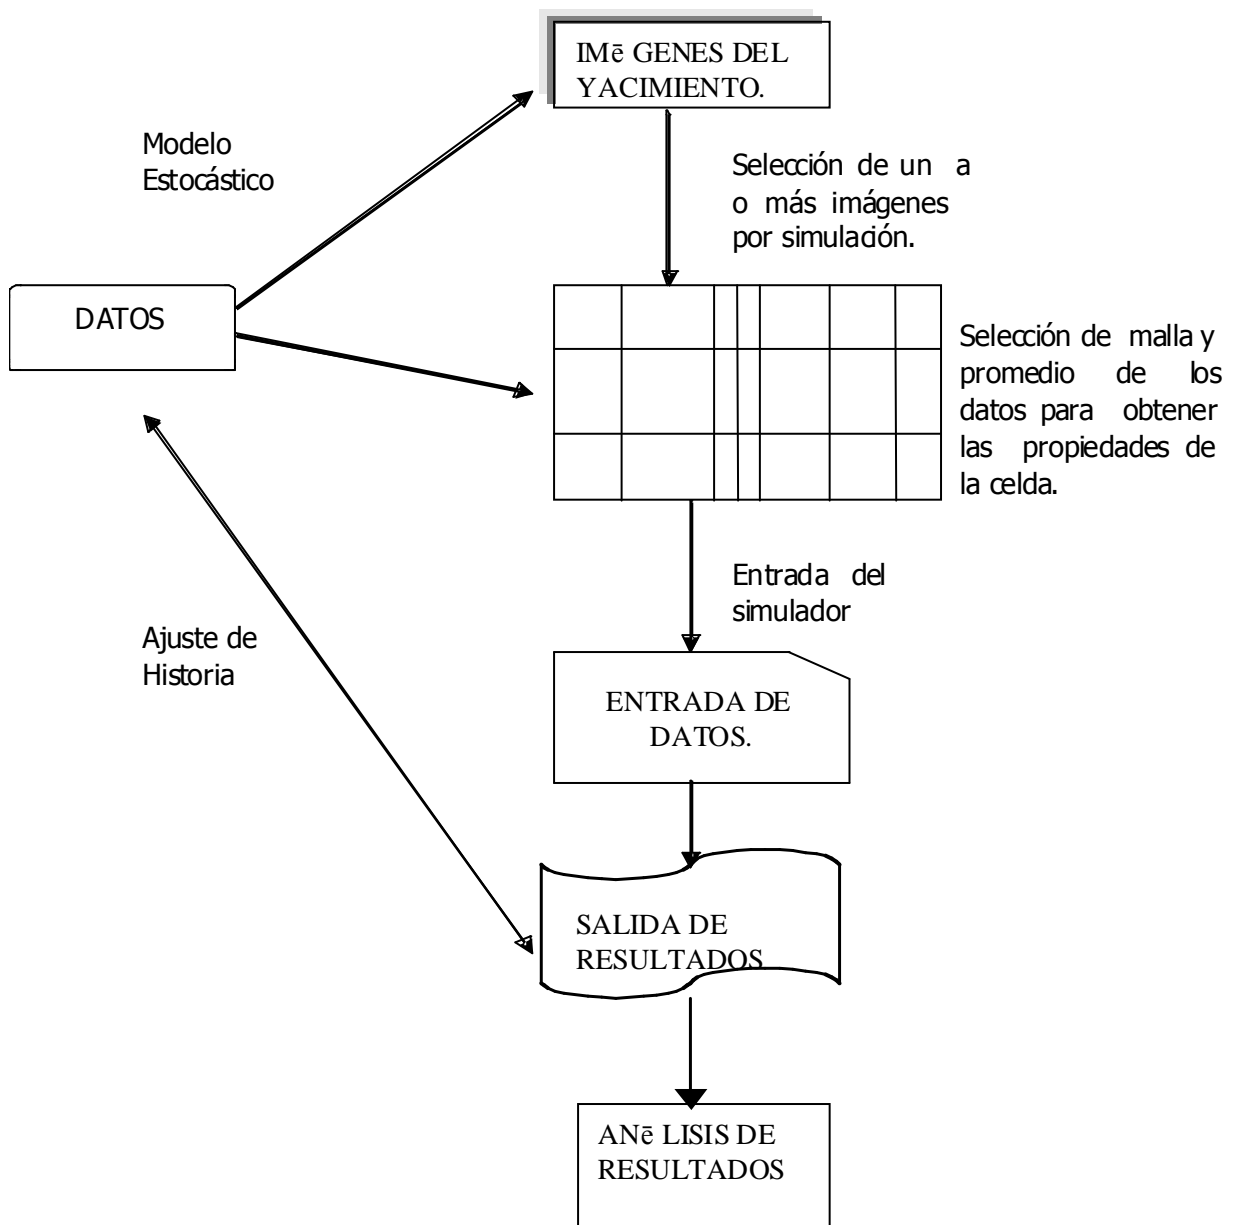 IMē GENES DEL
YACIMIENTO.
Modelo
Estocástico
Selección de un a
o más imágenes
por simulación.
DATOS
Selección de malla y
promedio de los
datos para obtener
las propiedades de
la celda.
Entrada del
simulador
Ajuste de
Historia
ENTRADA DE
DATOS.
SALIDA DE
RESULTADOS
ANē LISIS DE
RESULTADOS